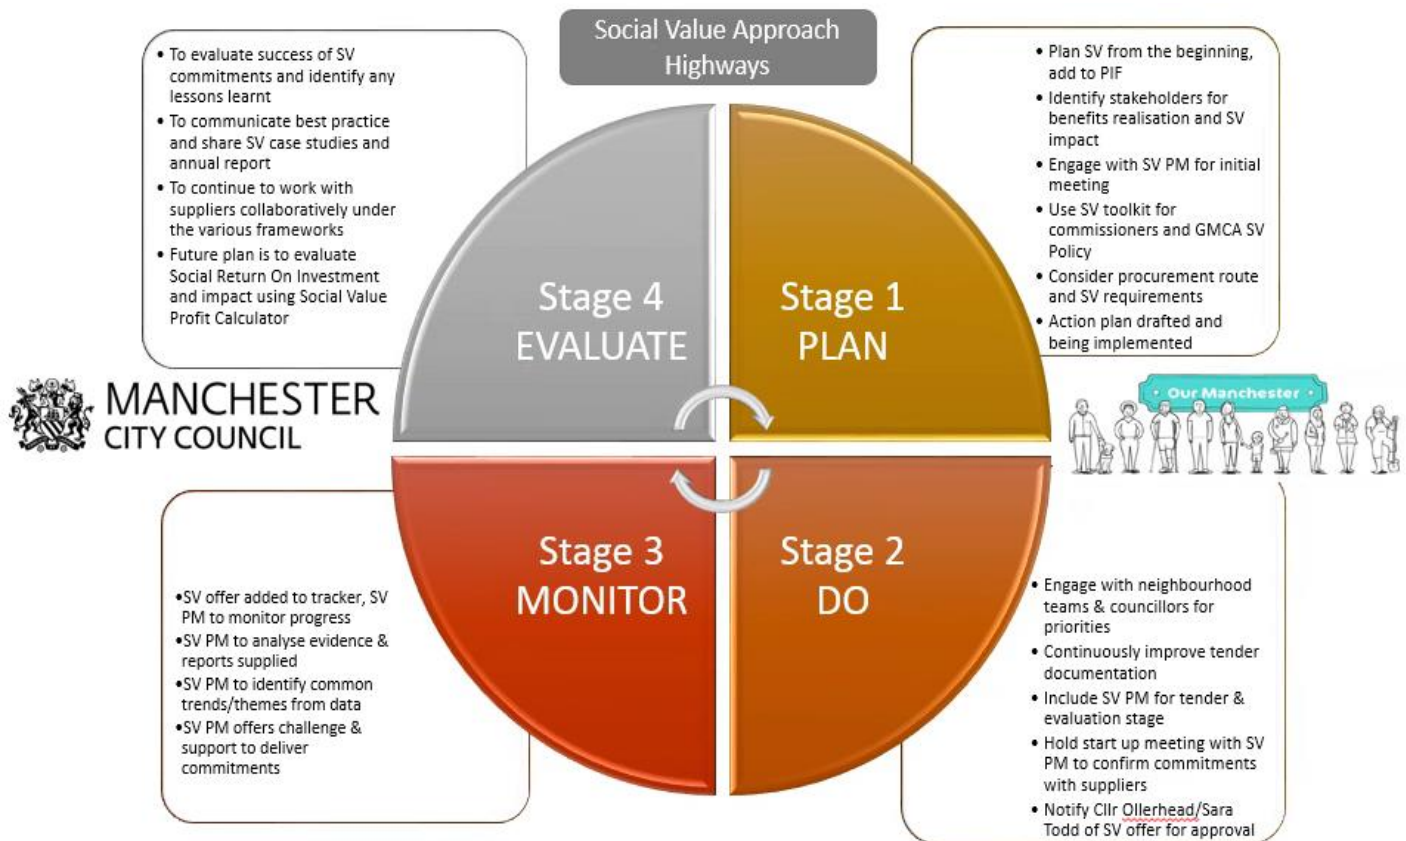 Social Value Approach
Highways
• To evaluate success of SV
commitments and identify any
lessons learnt
• To communicate best practice
and share SV case studies and
annual report
• To continue to work with
suppliers collaboratively under
the various frameworks
• Future plan is to evaluate
Social Return On Investment
and impact using Social Value
Profit Calculator
• Plan SV from the beginning,
add to PIF
• Identify stakeholders for
benefits realisation and SV
impact
• Engage with SV PM for initial
meeting
• Use SV toolkit for
commissioners and GMCA SV
Policy
• Consider procurement route
and SV requirements
• Action plan drafted and
being implemented
Stage 4
EVALUATE
Stage 1
PLAN
MANCHESTER
CITY COUNCIL
Our Manchester
Stage 3
MONITOR
Stage 2
DO
•SV offer added to tracker, SV
PM to monitor progress
•SV PM to analyse evidence &
reports supplied
•SV PM to identify common
trends/themes from data
•SV PM offers challenge &
support to deliver
commitments
• Engage with neighbourhood
teams & councillors for
priorities
• Continuously improve tender
documentation
• Include SV PM for tender &
evaluation stage
• Hold start up meeting with SV
PM to confirm commitments
with suppliers
• Notify Cllr Ollerhead/Sara
Todd of SV offer for approval